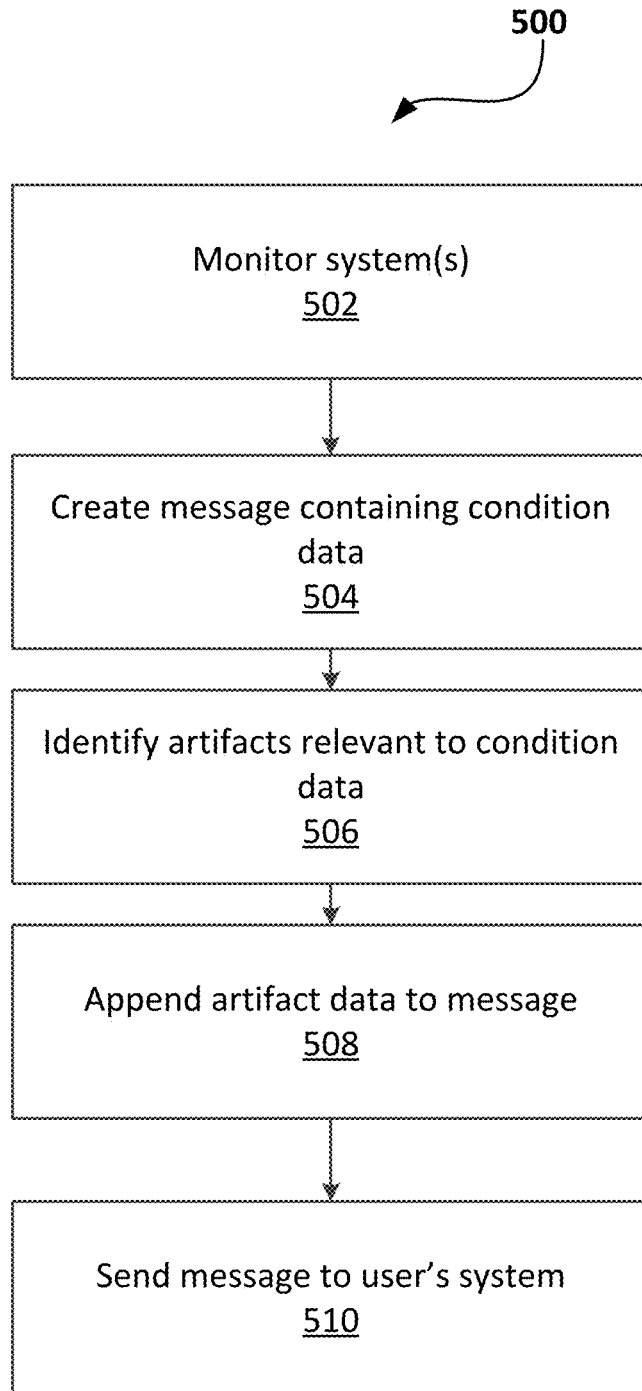 500
Monitor system(s)
502
Create message containing condition
data
504
Identify artifacts relevant to condition
data
506
Append artifact data to message
508
Send message to user's system
510